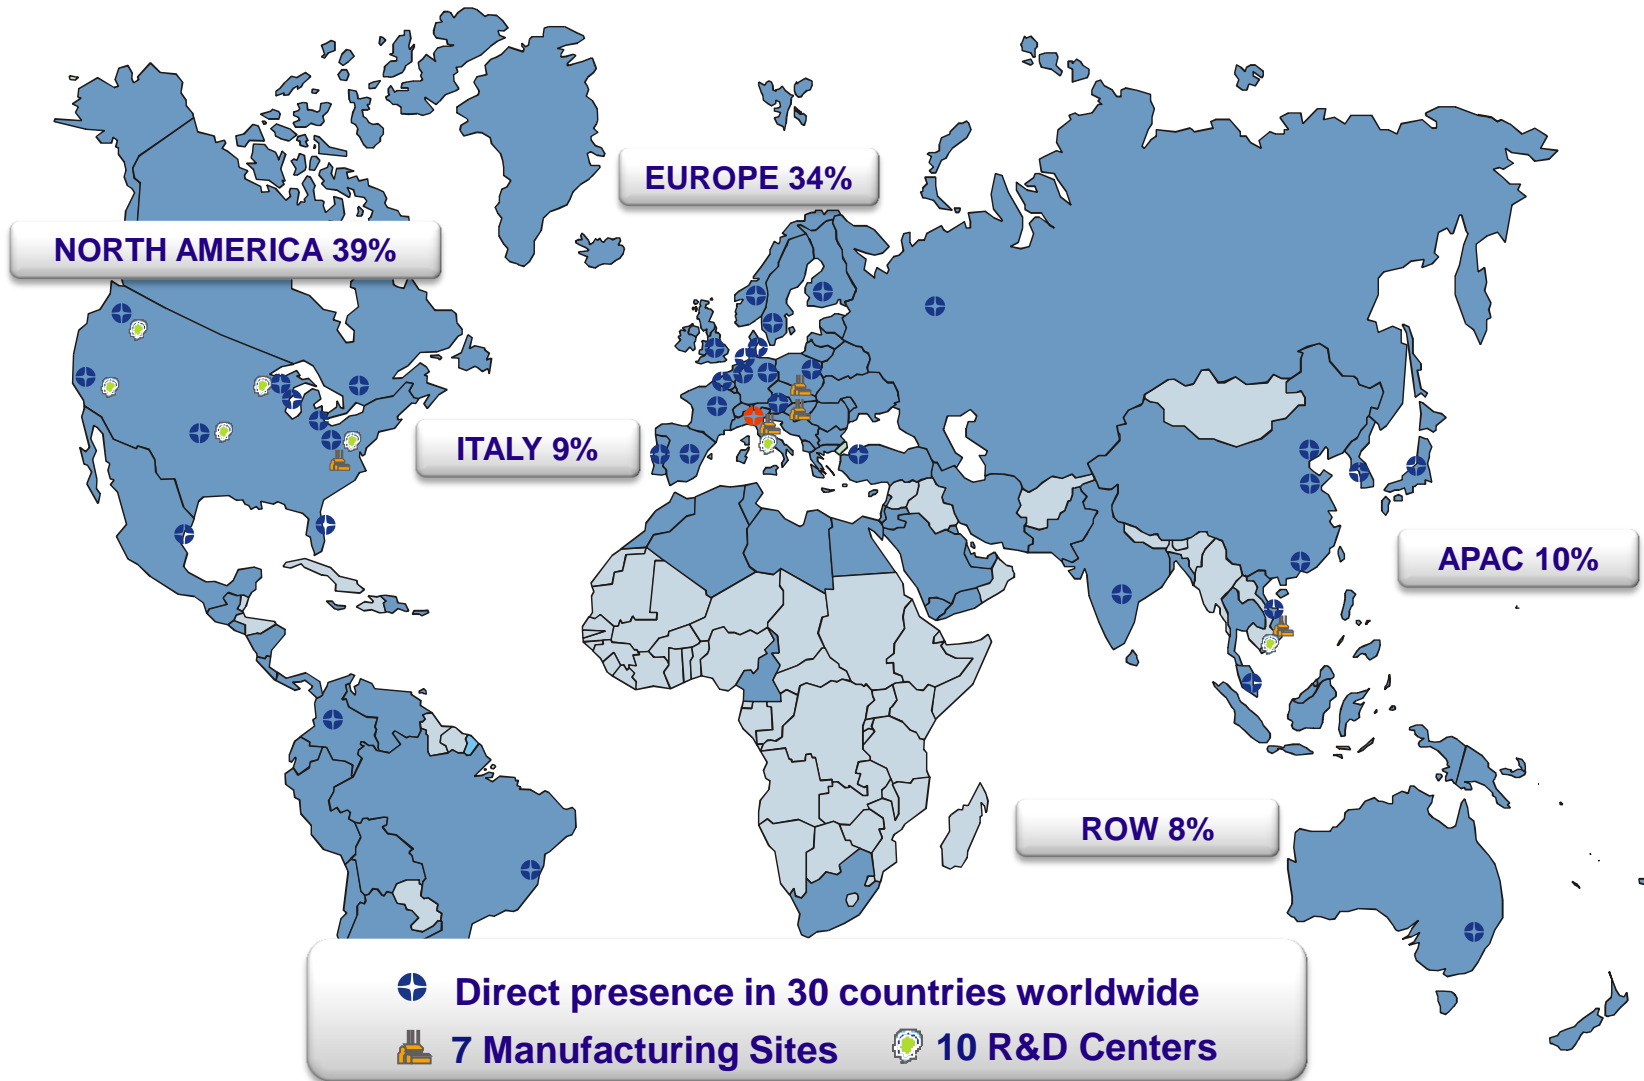 EUROPE 34%
NORTH AMERICA 39%
ITALY 9%
APAC 10%
ROW 8%
Direct presence in 30 countries worldwide
7 Manufacturing Sites
10 R&D Centers